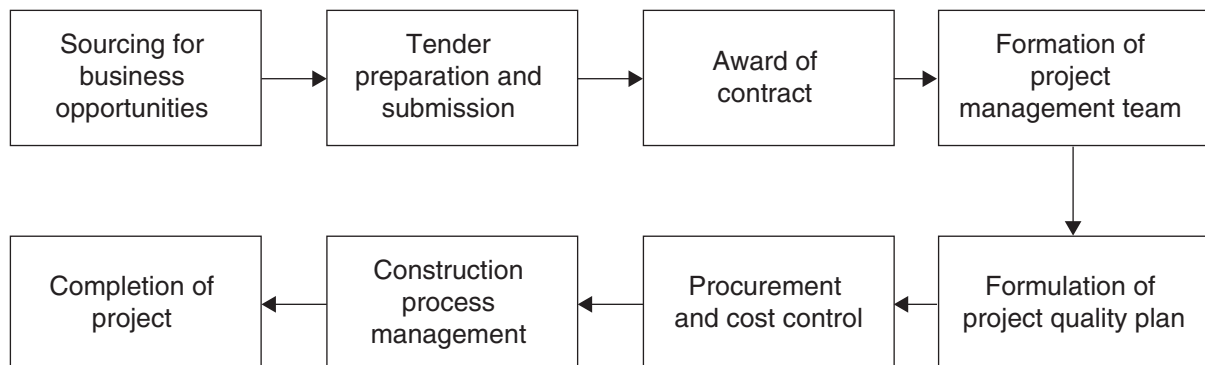 Sourcing for
business
opportunities
Tender
preparation and
submission
Award of
contract
Formation of
project
management team
Formulation of
project quality plan
Procurement
and cost control
Construction
process
management
Completion of
project